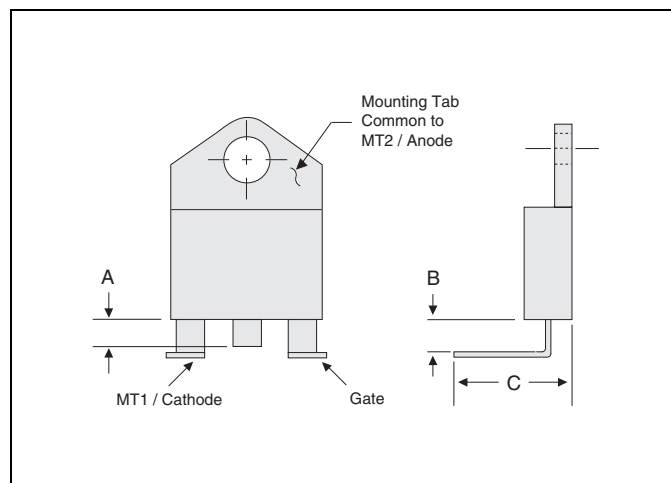 Mounting Tab
Common to
MT2 / Anode
A
B
C
MT1 / Cathode
Gate